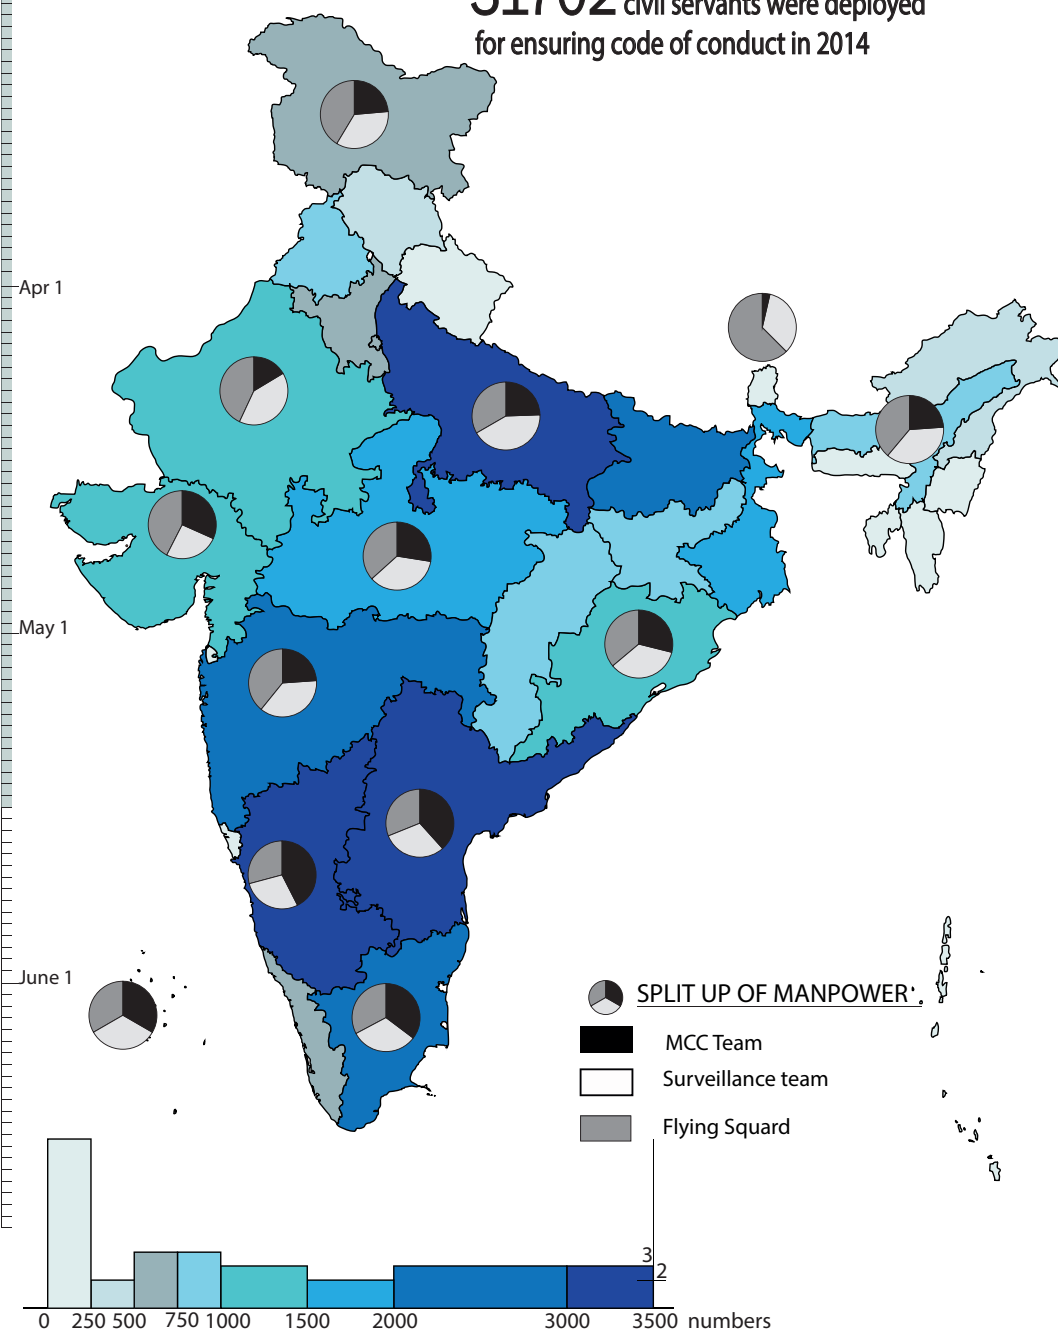 31702 civil servants were deployed
for ensuring code of conduct in 2014
Apr 1
May 1
June 1
SPLIT UP OF MANPOWER
MCC Team
Surveillance team
Flying Squard
3
2
0 250 500 750 1000 1500 2000 3000 3500 numbers